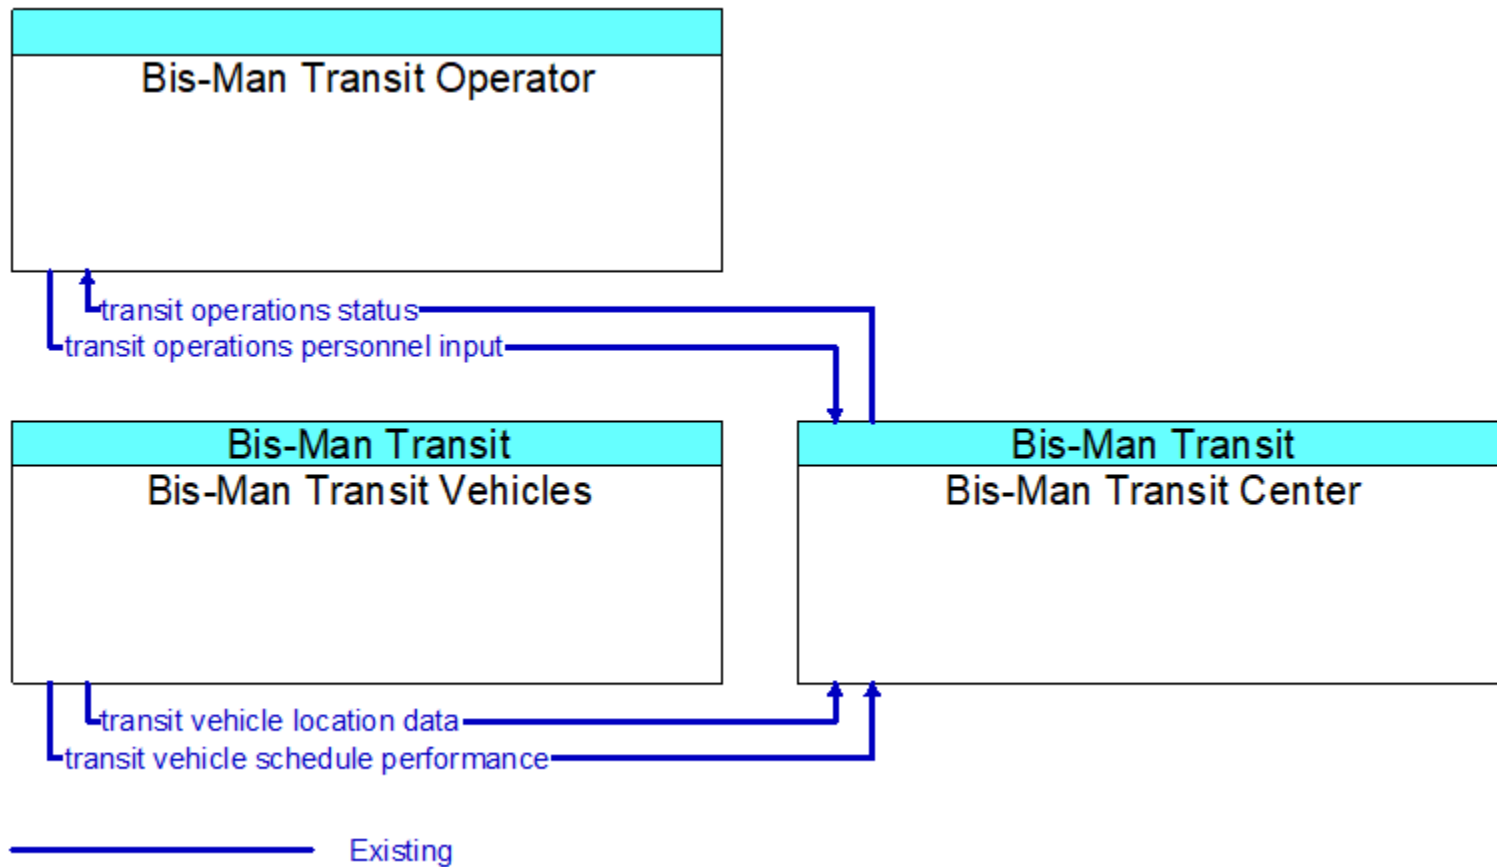 Bis-Man Transit Operator
transit operations status
transit operations personnel input
Bis-Man Transit
Bis-Man Transit Vehicles
Bis-Man Transit
Bis-Man Transit Center
transit vehicle location data
transit vehicle schedule performance
Existing